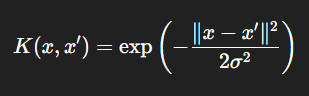 K(x, x′) = exp (−‖x − x′‖² / 2σ²)